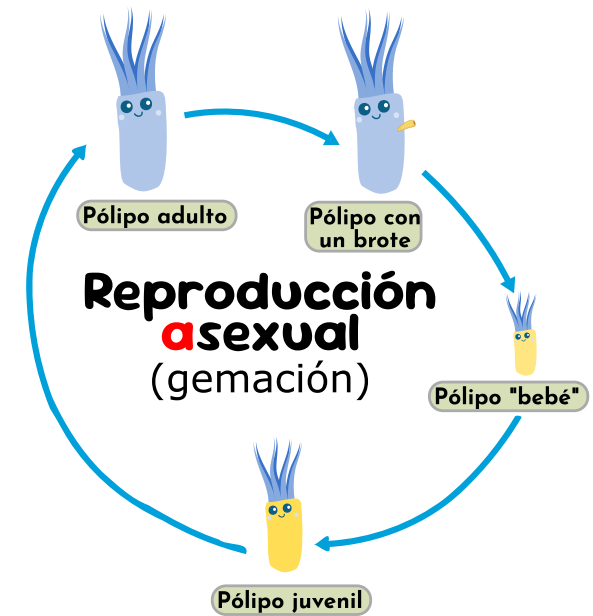 Pólipo adulto
Pólipo con
un brote
Reproducción
asexual
(gemación)
Pólipo "bebé"
Pólipo juvenil